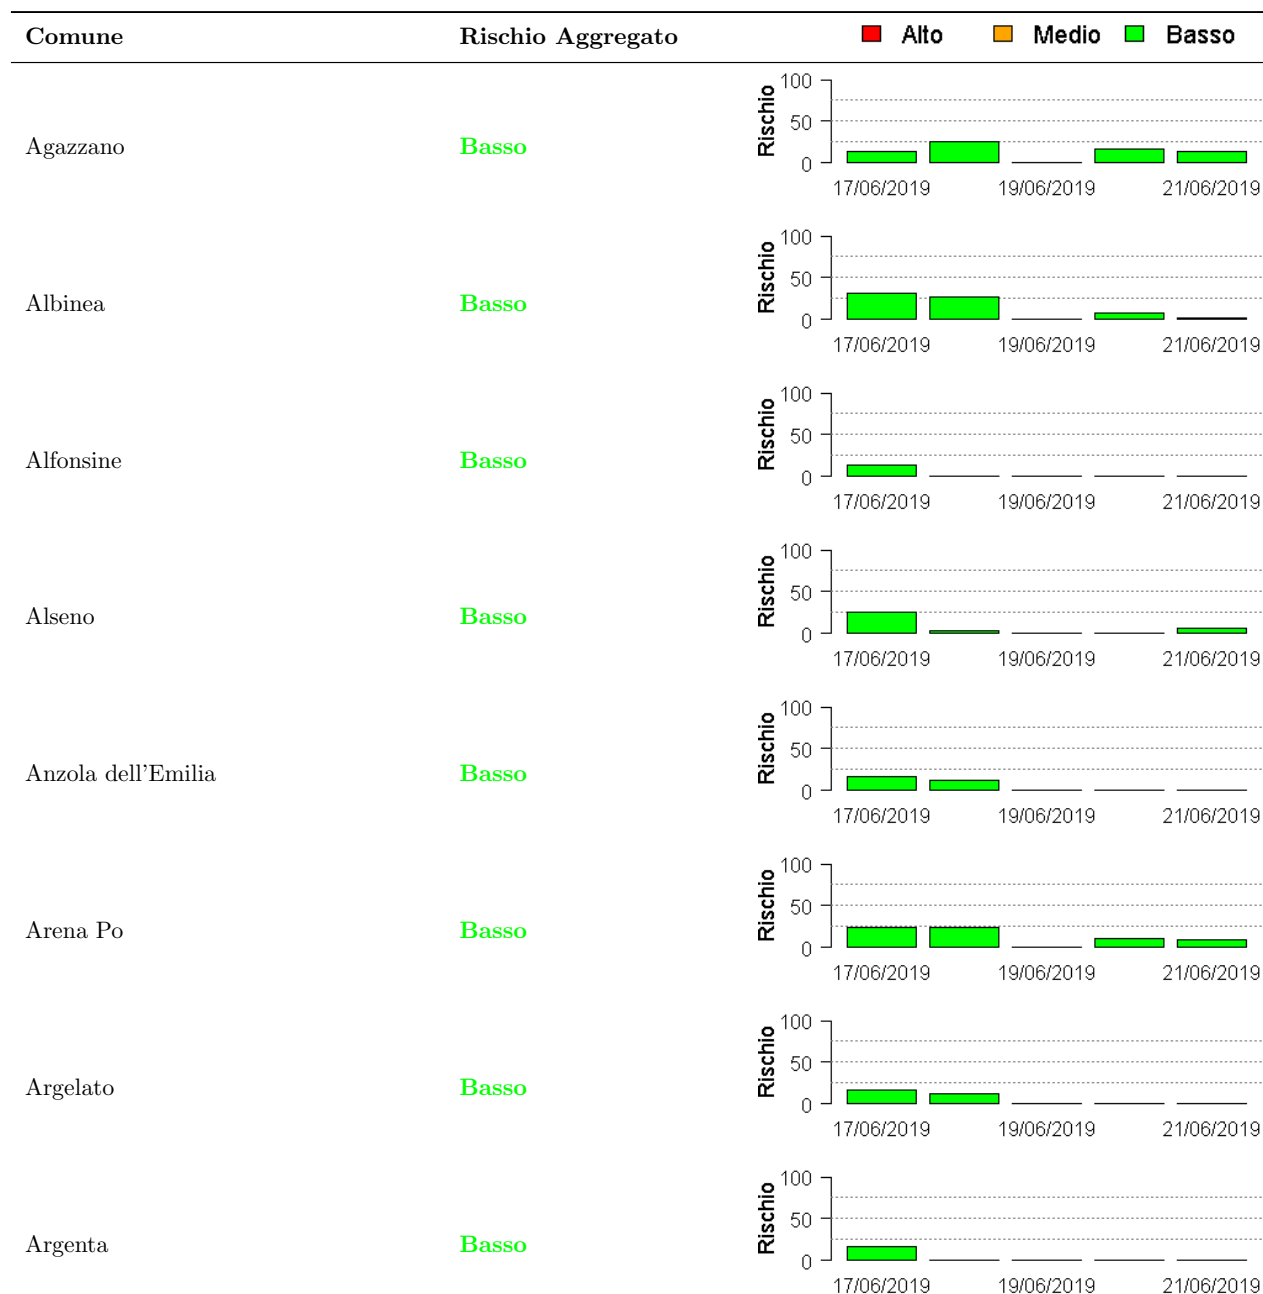 Comune Rischio Aggregato Alto Medio Basso
100
50
0
Rischio
Agazzano Basso
17/06/2019 19/06/2019 21/06/2019
100
50
0
Rischio
Albinea Basso
17/06/2019 19/06/2019 21/06/2019
100
50
0
Rischio
Alfonsine Basso
17/06/2019 19/06/2019 21/06/2019
100
50
0
Rischio
Alseno Basso
17/06/2019 19/06/2019 21/06/2019
100
50
0
Rischio
Anzola dell'Emilia Basso
17/06/2019 19/06/2019 21/06/2019
100
50
0
Rischio
Arena Po Basso
17/06/2019 19/06/2019 21/06/2019
100
50
0
Rischio
Argelato Basso
17/06/2019 19/06/2019 21/06/2019
100
50
0
Rischio
Argenta Basso
17/06/2019 19/06/2019 21/06/2019